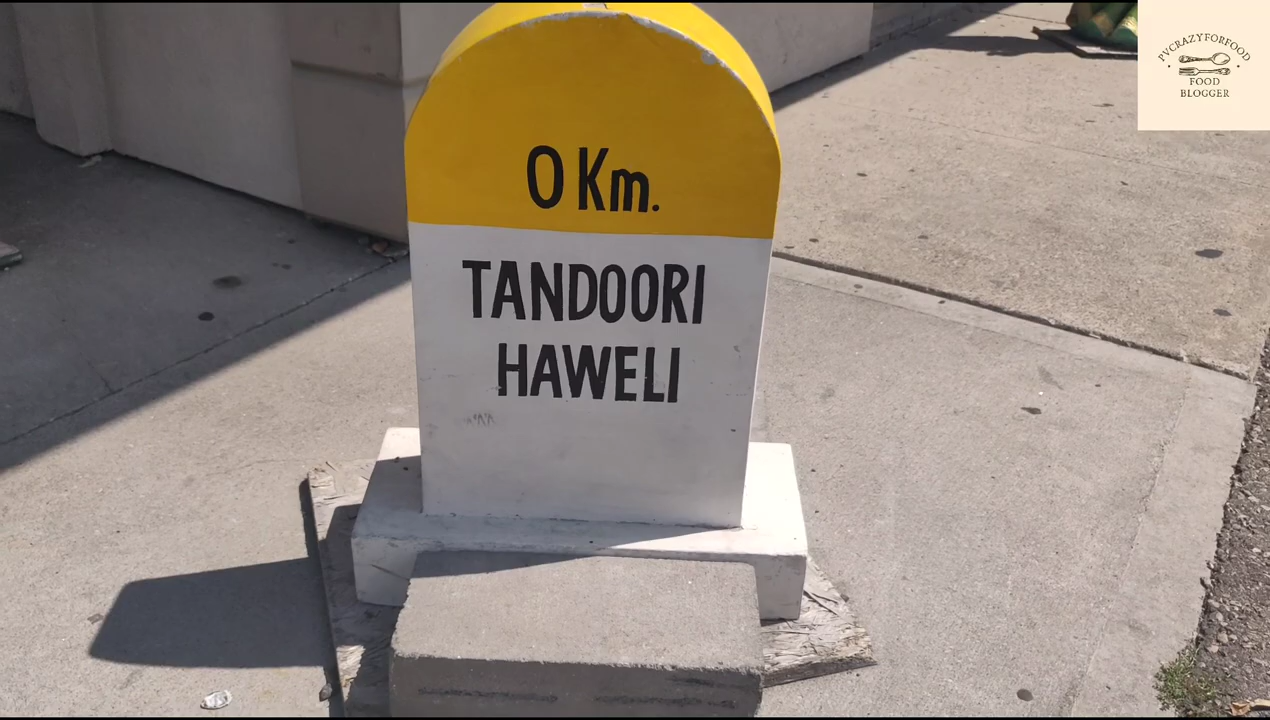 0 Km.
TANDOORI
HAWELI
PVCRAZYFORFOOD
FOOD
BLOGGER